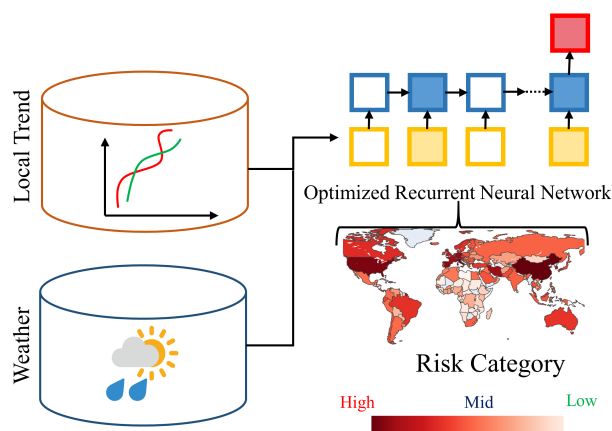 Local Trend
Weather
Optimized Recurrent Neural Network
Risk Category
High Mid Low